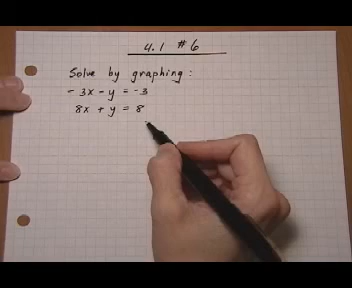 4.1 #6
Solve by graphing:
-3x - y = -3
8x + y = 8